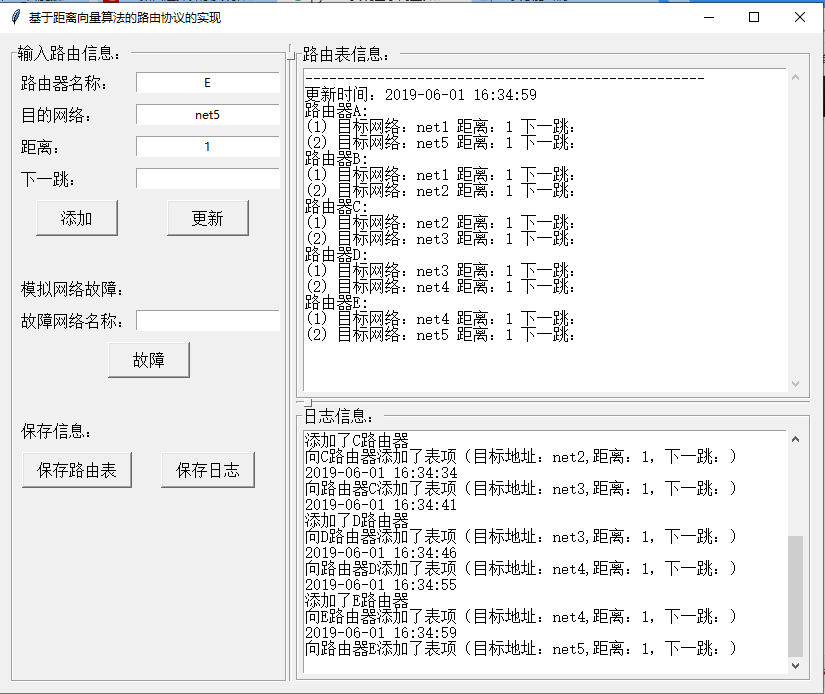 基于距离向量算法的路由协议的实现
输入路由信息：
路由器名称： E
目的网络： net5
距离： 1
下一跳：
添加 更新
模拟网络故障：
故障网络名称：
故障
保存信息：
保存路由表 保存日志
路由表信息：
--------------------------------------------------
更新时间：2019-06-01 16:34:59
路由器A:
(1) 目标网络：net1 距离：1 下一跳：
(2) 目标网络：net5 距离：1 下一跳：
路由器B:
(1) 目标网络：net1 距离：1 下一跳：
(2) 目标网络：net2 距离：1 下一跳：
路由器C:
(1) 目标网络：net2 距离：1 下一跳：
(2) 目标网络：net3 距离：1 下一跳：
路由器D:
(1) 目标网络：net3 距离：1 下一跳：
(2) 目标网络：net4 距离：1 下一跳：
路由器E:
(1) 目标网络：net4 距离：1 下一跳：
(2) 目标网络：net5 距离：1 下一跳：
日志信息：
添加了C路由器
向C路由器添加了表项（目标地址：net2,距离：1，下一跳：）
2019-06-01 16:34:34
向路由器C添加了表项（目标地址：net3,距离：1，下一跳：）
2019-06-01 16:34:41
添加了D路由器
向D路由器添加了表项（目标地址：net3,距离：1，下一跳：）
2019-06-01 16:34:46
向路由器D添加了表项（目标地址：net4,距离：1，下一跳：）
2019-06-01 16:34:55
添加了E路由器
向E路由器添加了表项（目标地址：net4,距离：1，下一跳：）
2019-06-01 16:34:59
向路由器E添加了表项（目标地址：net5,距离：1，下一跳：）